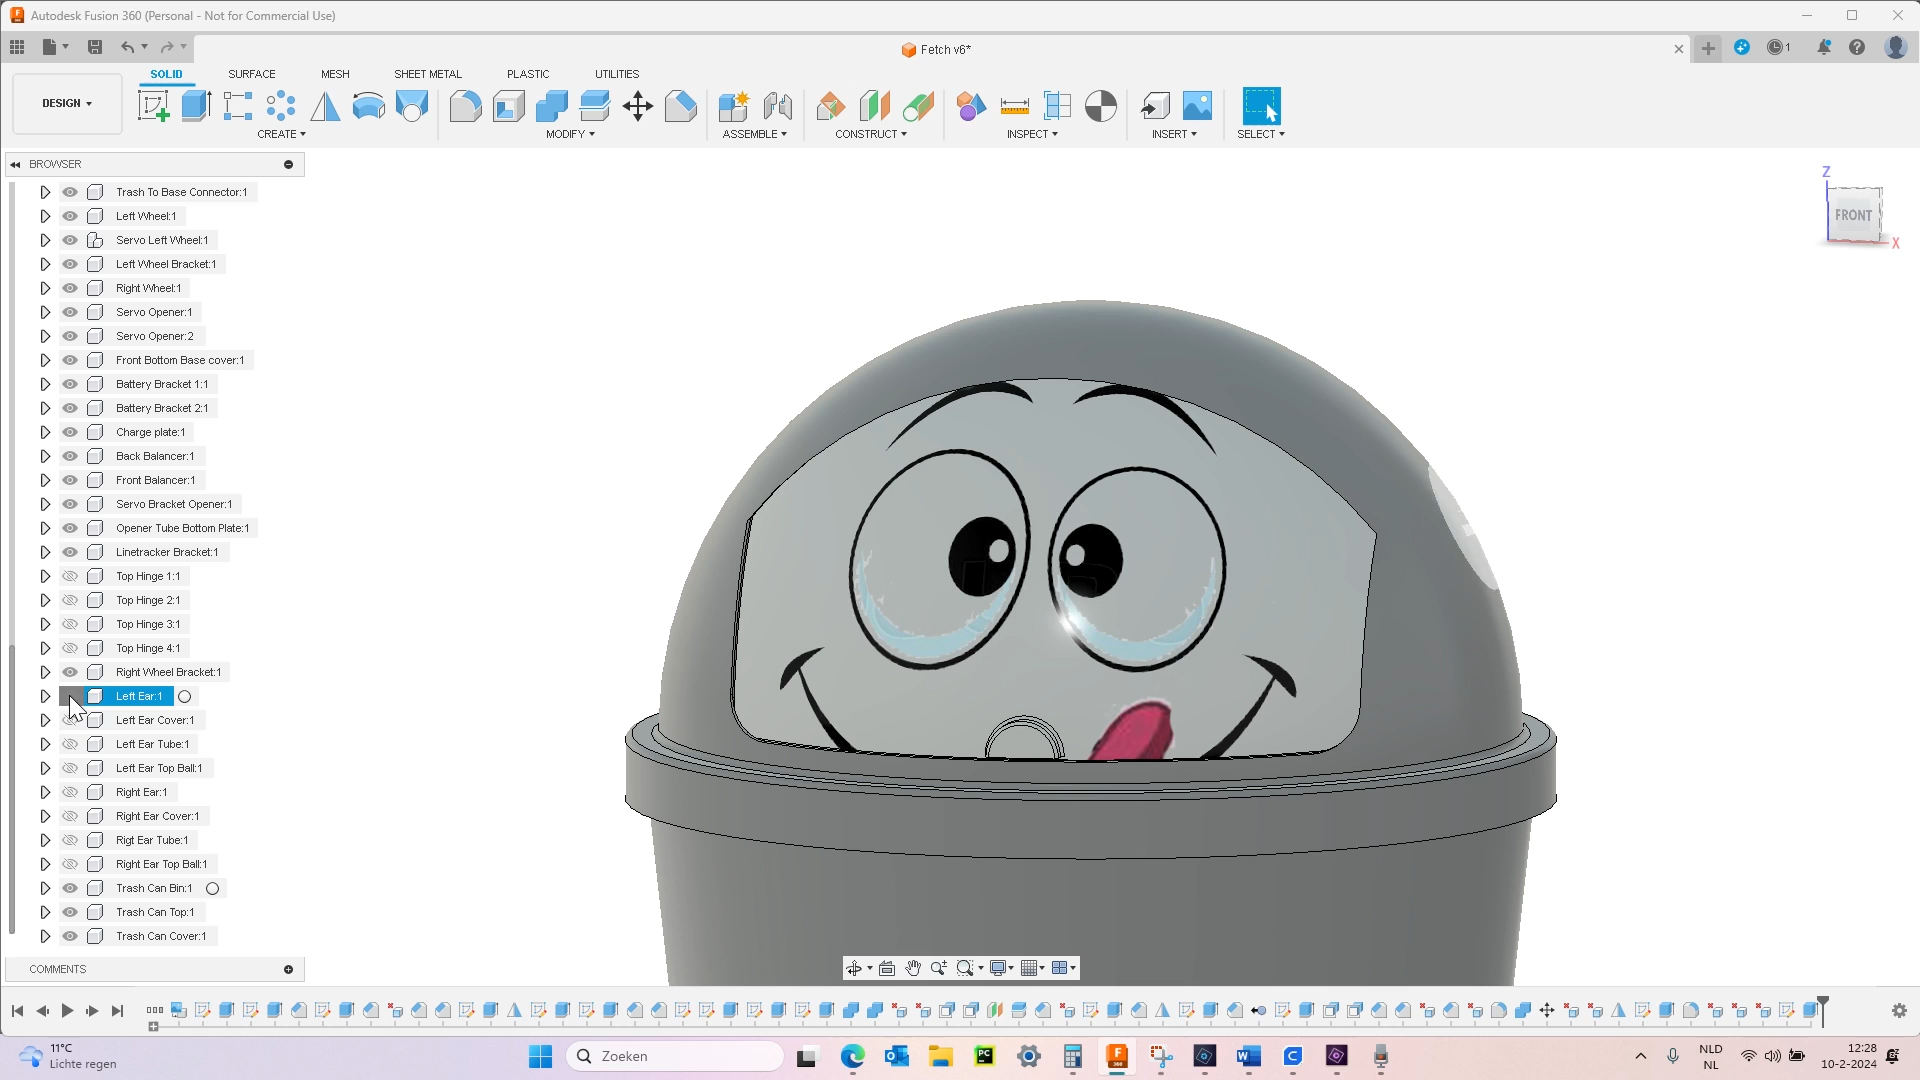 Autodesk Fusion 360 (Personal - Not for Commercial Use)
Fetch v6*
1
SOLID SURFACE MESH SHEET METAL PLASTIC UTILITIES
DESIGN
CREATE MODIFY ASSEMBLE CONSTRUCT INSPECT INSERT SELECT
BROWSER
Trash To Base Connector:1
Left Wheel:1
Servo Left Wheel:1
Left Wheel Bracket:1
Right Wheel:1
Servo Opener:1
Servo Opener:2
Front Bottom Base cover:1
Battery Bracket 1:1
Battery Bracket 2:1
Charge plate:1
Back Balancer:1
Front Balancer:1
Servo Bracket Opener:1
Opener Tube Bottom Plate:1
Linetracker Bracket:1
Top Hinge 1:1
Top Hinge 2:1
Top Hinge 3:1
Top Hinge 4:1
Right Wheel Bracket:1
Left Ear:1
Left Ear Cover:1
Left Ear Tube:1
Left Ear Top Ball:1
Right Ear:1
Right Ear Cover:1
Rigt Ear Tube:1
Right Ear Top Ball:1
Trash Can Bin:1
Trash Can Top:1
Trash Can Cover:1
COMMENTS
Z
FRONT
X
11°C
Lichte regen
Zoeken
PC
W
NLD
NL
12:28
10-2-2024